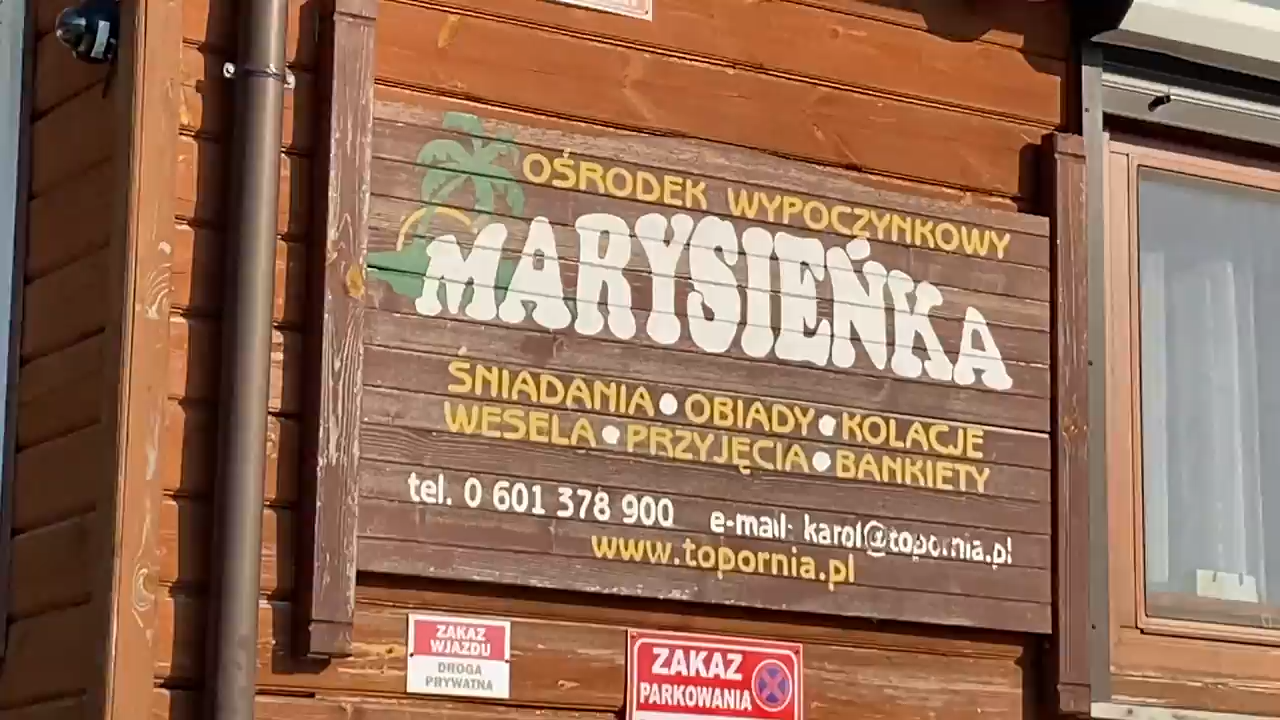 OŚRODEK WYPOCZYNKOWY
MARYSIEŃKA
ŚNIADANIA • OBIADY • KOLACJE
WESELA • PRZYJĘCIA • BANKIETY
tel. 0 601 378 900 e-mail: karol@topornia.pl
www.topornia.pl
ZAKAZ
WJAZDU
DROGA
PRYWATNA
ZAKAZ
PARKOWANIA